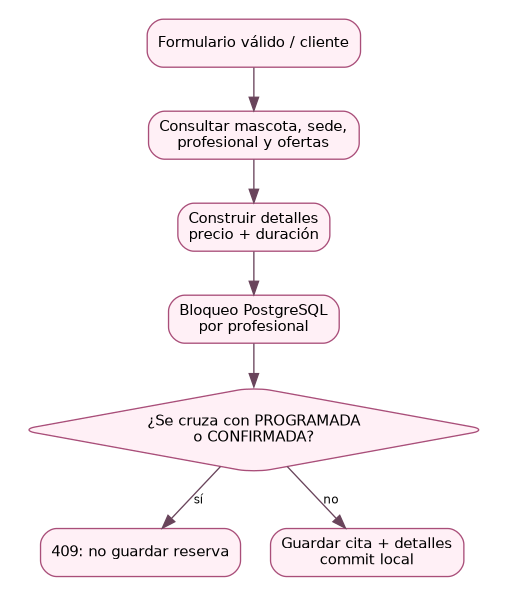 Formulario válido / cliente
Consultar mascota, sede,
profesional y ofertas
Construir detalles
precio + duración
Bloqueo PostgreSQL
por profesional
¿Se cruza con PROGRAMADA
o CONFIRMADA?
sí
no
409: no guardar reserva
Guardar cita + detalles
commit local